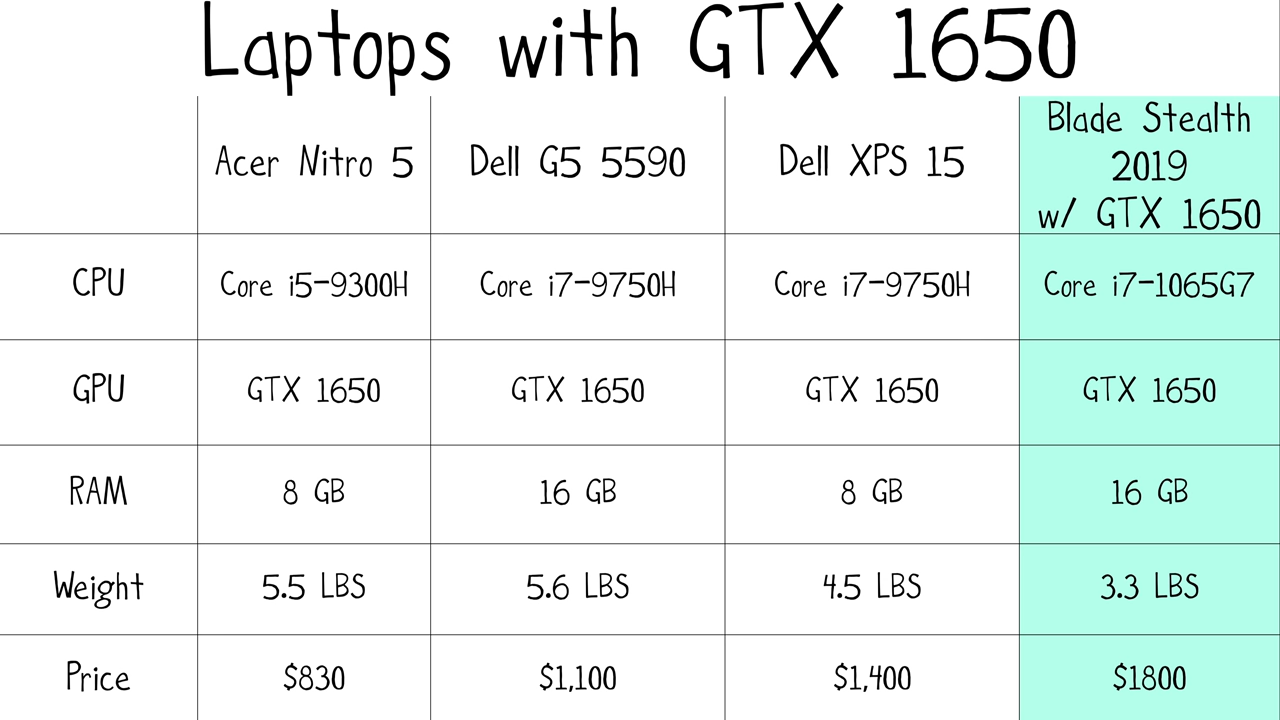 Laptops with GTX 1650
Acer Nitro 5 Dell G5 5590 Dell XPS 15 Blade Stealth
2019
w/ GTX 1650
CPU Core i5-9300H Core i7-9750H Core i7-9750H Core i7-1065G7
GPU GTX 1650 GTX 1650 GTX 1650 GTX 1650
RAM 8 GB 16 GB 8 GB 16 GB
Weight 5.5 LBS 5.6 LBS 4.5 LBS 3.3 LBS
Price $830 $1,100 $1,400 $1800